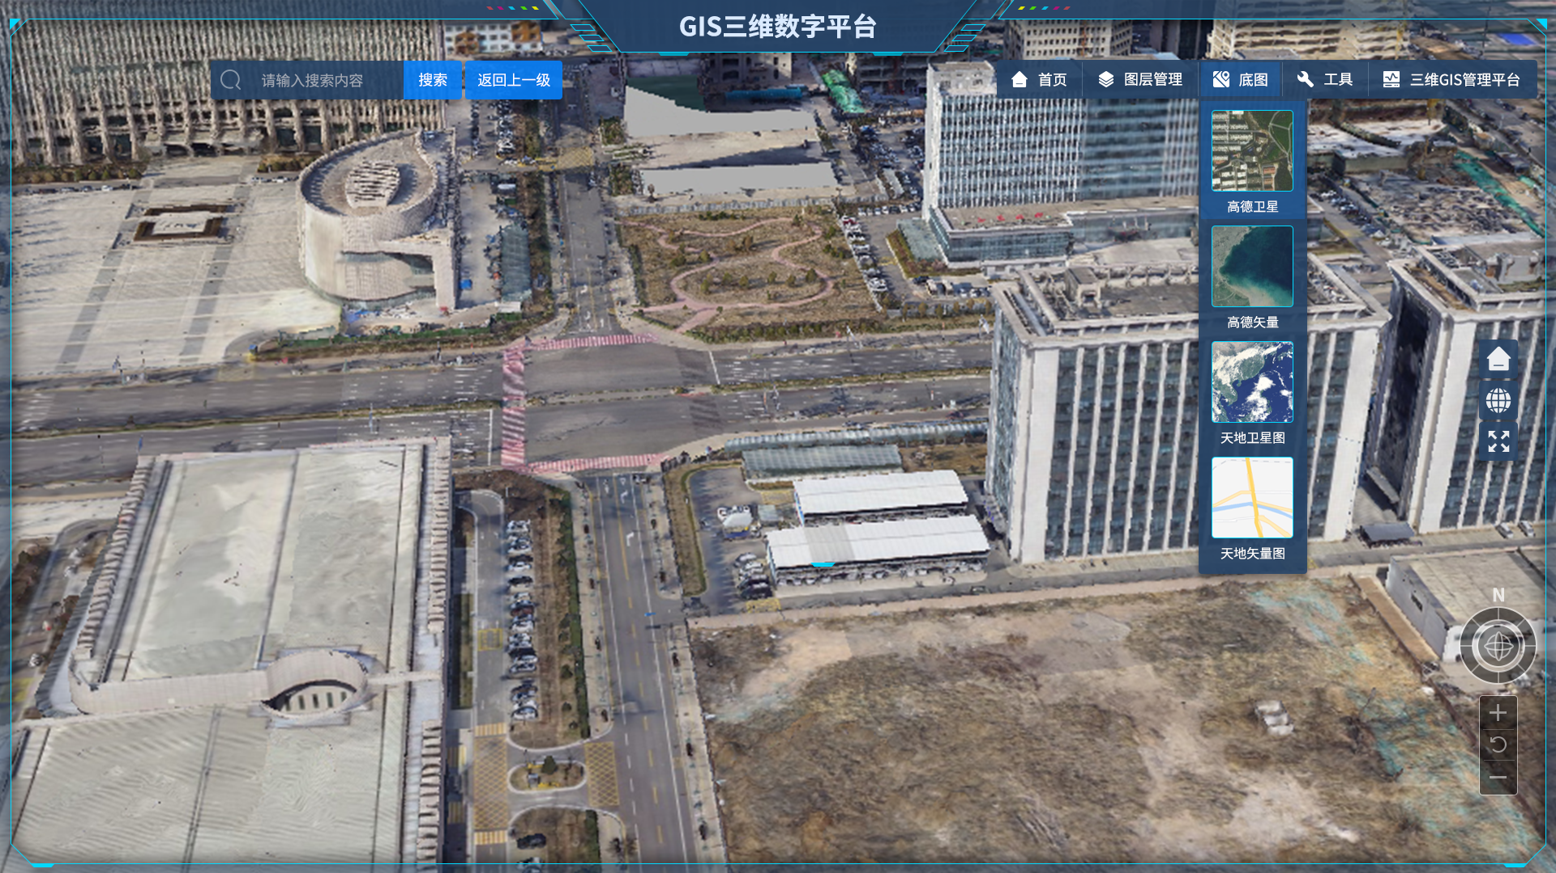 GIS三维数字平台
请输入搜索内容 搜索 返回上一级
首页 图层管理 底图 工具 三维GIS管理平台
高德卫星
高德矢量
天地卫星图
天地矢量图
N